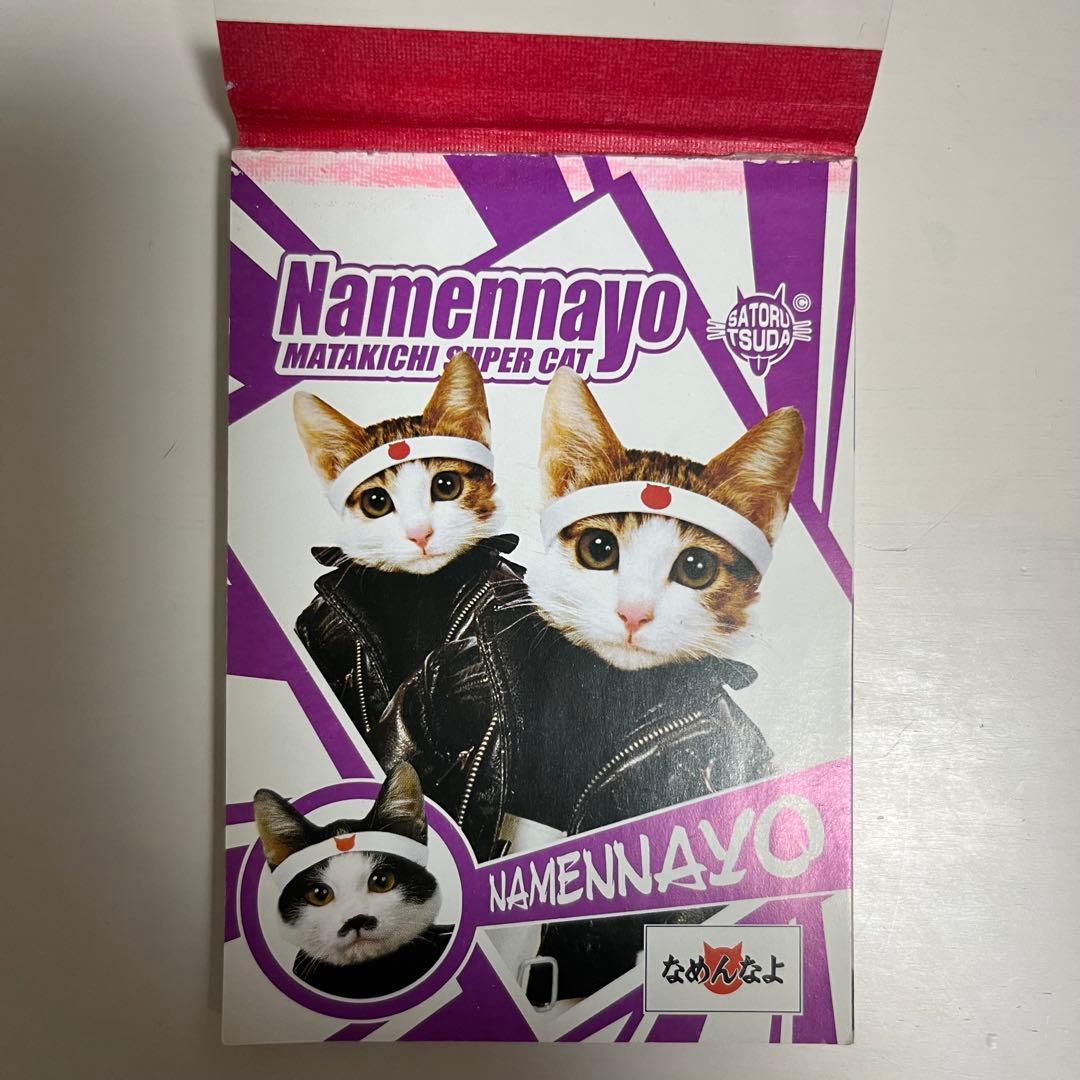 Namennayo
MATAKICHI SUPER CAT
©
SATORU
TSUDA
NAMENNAYO
なめんなよ